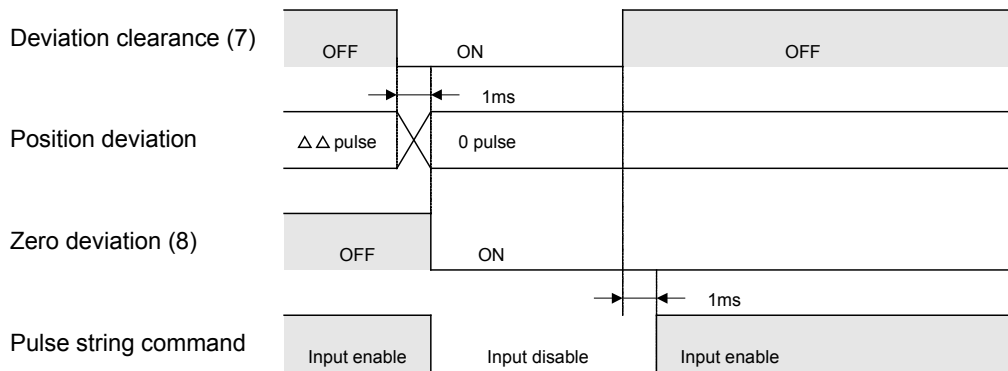 Deviation clearance (7)
OFF
ON
OFF
1ms
Position deviation
△△ pulse
0 pulse
Zero deviation (8)
OFF
ON
1ms
Pulse string command
Input enable
Input disable
Input enable